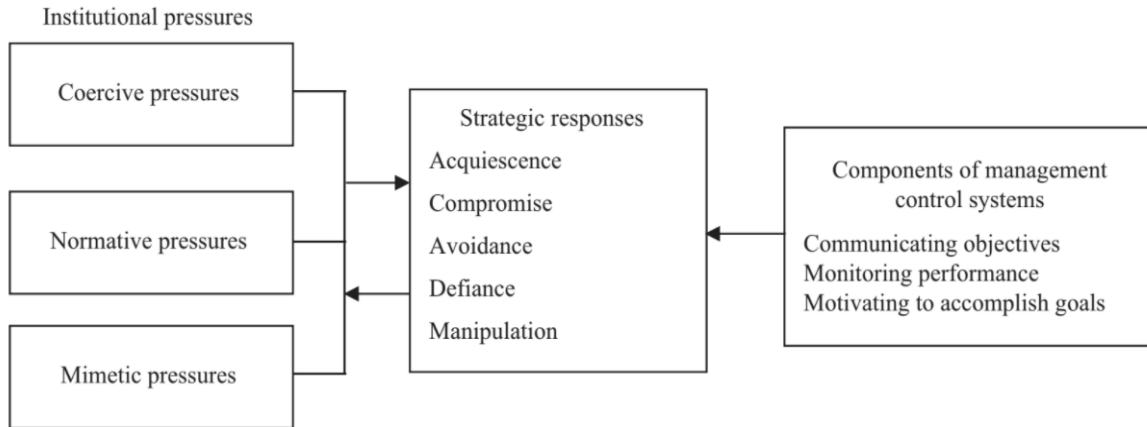 Institutional pressures
Coercive pressures
Normative pressures
Mimetic pressures
Strategic responses
Acquiescence
Compromise
Avoidance
Defiance
Manipulation
Components of management
control systems
Communicating objectives
Monitoring performance
Motivating to accomplish goals